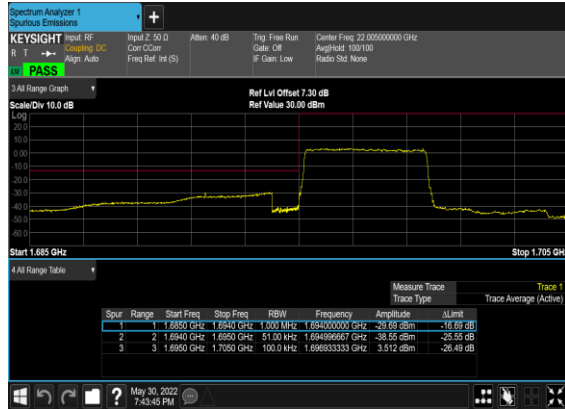 Spectrum Analyzer 1
Spurious Emissions
KEYSIGHT
R T
LV PASS
Input: RF
Coupling: DC
Align: Auto
Input Z: 50 Ω
Corr CCorr
Freq Ref: Int (S)
Atten: 40 dB
Trig: Free Run
Gate: Off
IF Gain: Low
Center Freq: 22.005000000 GHz
Avg|Hold: 100/100
Radio Std: None
3 All Range Graph
Scale/Div 10.0 dB
Ref Lvl Offset 7.30 dB
Ref Value 30.00 dBm
Log
20.0
10.0
0.00
-10.0
-20.0
-30.0
-40.0
-50.0
-60.0
Start 1.685 GHz
Stop 1.705 GH
4 All Range Table
Measure Trace Trace 1
Trace Type Trace Average (Active)
Spur Range Start Freq Stop Freq RBW Frequency Amplitude ΔLimit
1 1 1.6850 GHz 1.6940 GHz 1.000 MHz 1.694000000 GHz -29.69 dBm -16.69 dB
2 2 1.6940 GHz 1.6950 GHz 51.00 kHz 1.694996667 GHz -38.55 dBm -25.55 dB
3 3 1.6950 GHz 1.7050 GHz 100.0 kHz 1.696933333 GHz 3.512 dBm -26.49 dB
May 30, 2022
7:43:45 PM